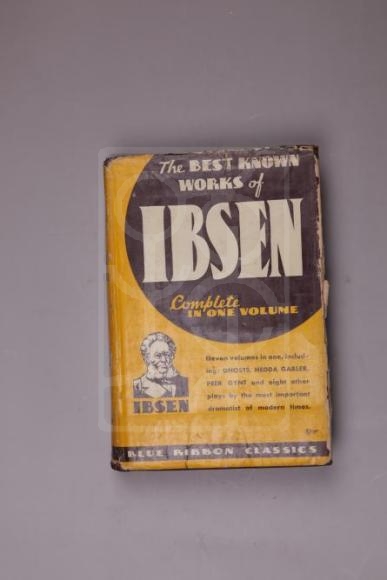 The BEST KNOWN
WORKS of
IBSEN
Complete
IN ONE VOLUME
Eleven volumes in one, includ-
ing: GHOSTS, HEDDA GABLER,
PEER GYNT and eight other
plays by the most important
dramatist of modern times.
IBSEN
BLUE RIBBON CLASSICS